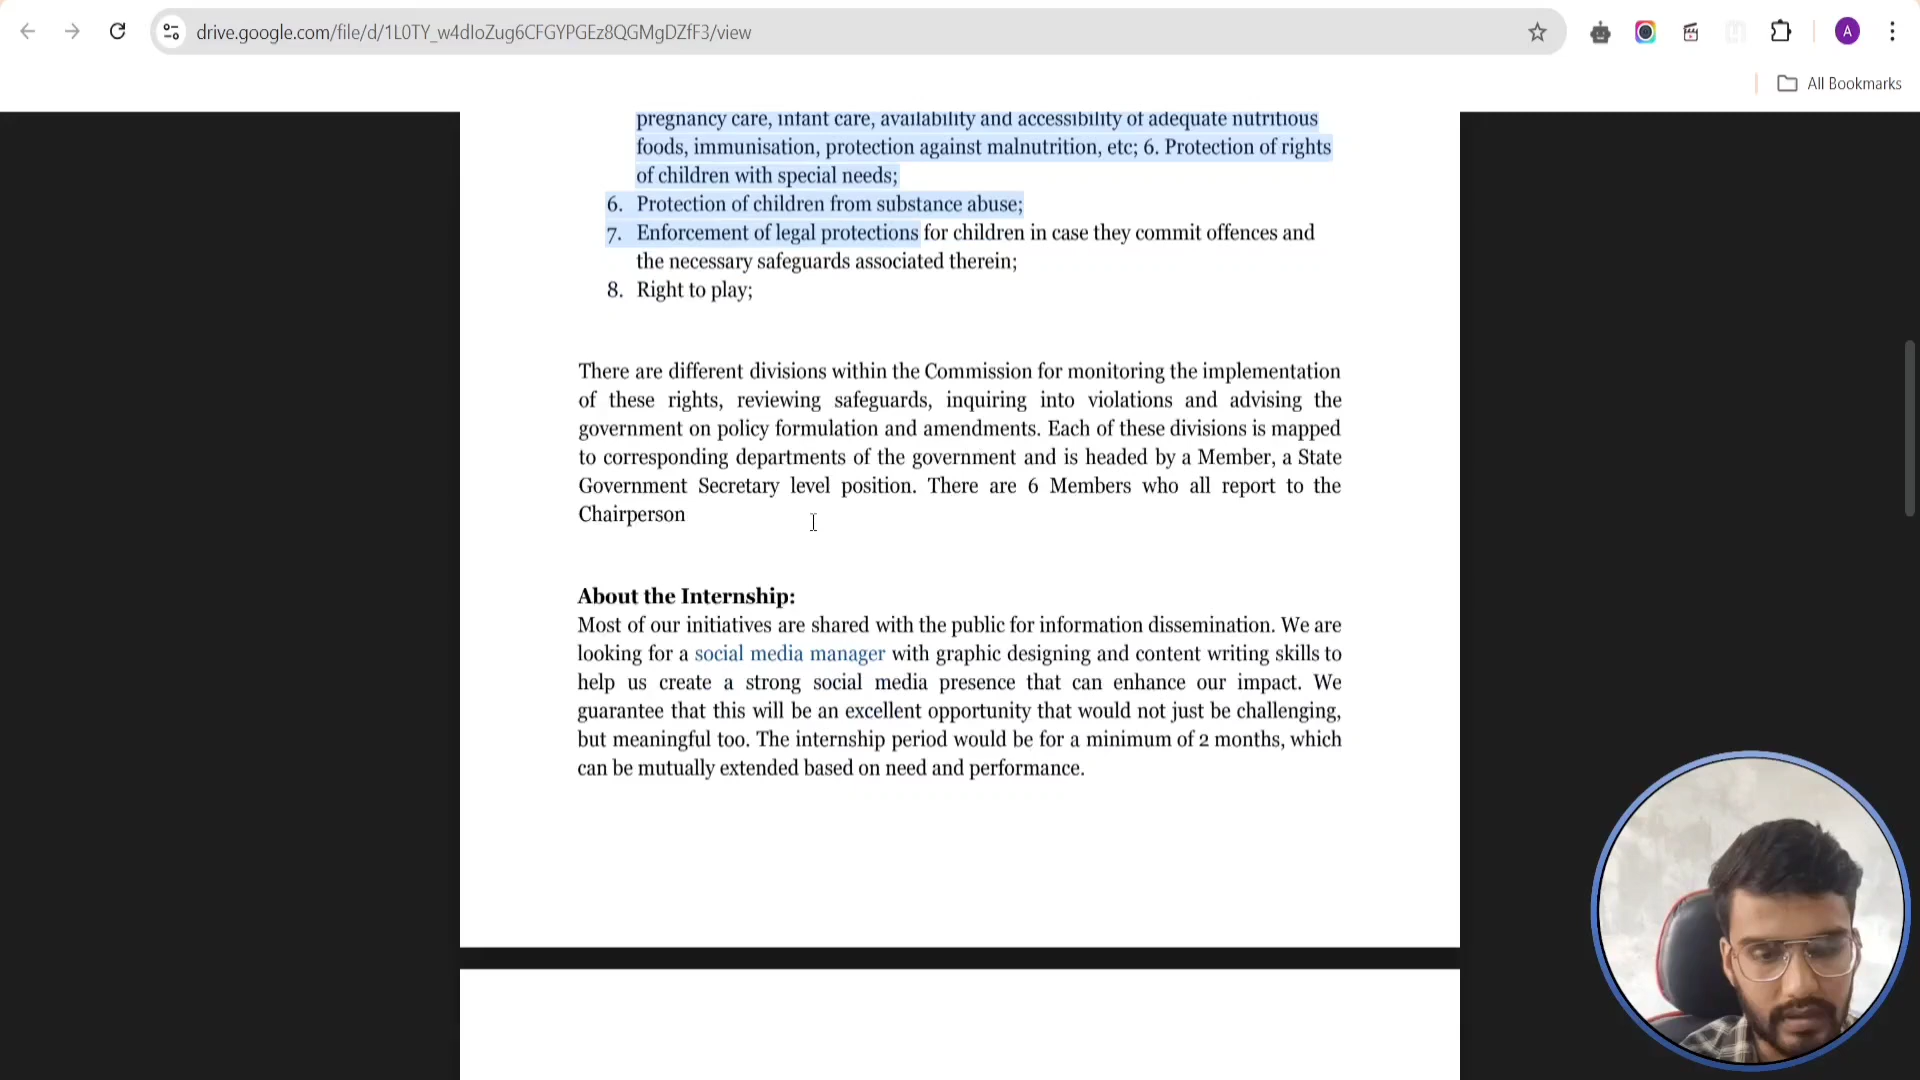 drive.google.com/file/d/1L0TY_w4dIoZug6CFGYPGEz8QGMgDZfF3/view
A
All Bookmarks
pregnancy care, infant care, availability and accessibility of adequate nutritious
foods, immunisation, protection against malnutrition, etc; 6. Protection of rights
of children with special needs;
6. Protection of children from substance abuse;
7. Enforcement of legal protections for children in case they commit offences and
the necessary safeguards associated therein;
8. Right to play;
There are different divisions within the Commission for monitoring the implementation
of these rights, reviewing safeguards, inquiring into violations and advising the
government on policy formulation and amendments. Each of these divisions is mapped
to corresponding departments of the government and is headed by a Member, a State
Government Secretary level position. There are 6 Members who all report to the
Chairperson
About the Internship:
Most of our initiatives are shared with the public for information dissemination. We are
looking for a social media manager with graphic designing and content writing skills to
help us create a strong social media presence that can enhance our impact. We
guarantee that this will be an excellent opportunity that would not just be challenging,
but meaningful too. The internship period would be for a minimum of 2 months, which
can be mutually extended based on need and performance.